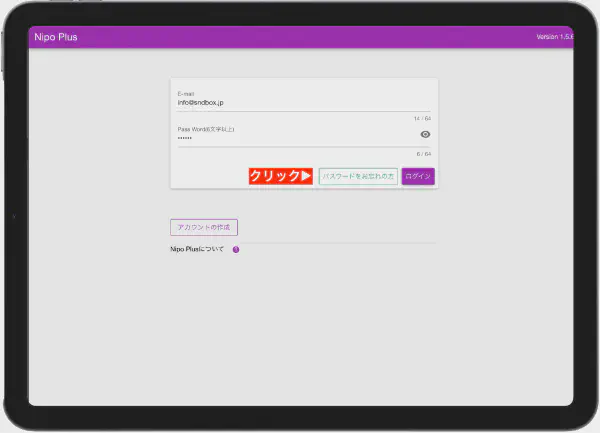 Nipo Plus
Version 1.5.6
E-mail
info@sndbox.jp
14 / 64
Pass Word(6文字以上)
••••••
6 / 64
クリック▶
パスワードをお忘れの方
ログイン
アカウントの作成
Nipo Plusについて